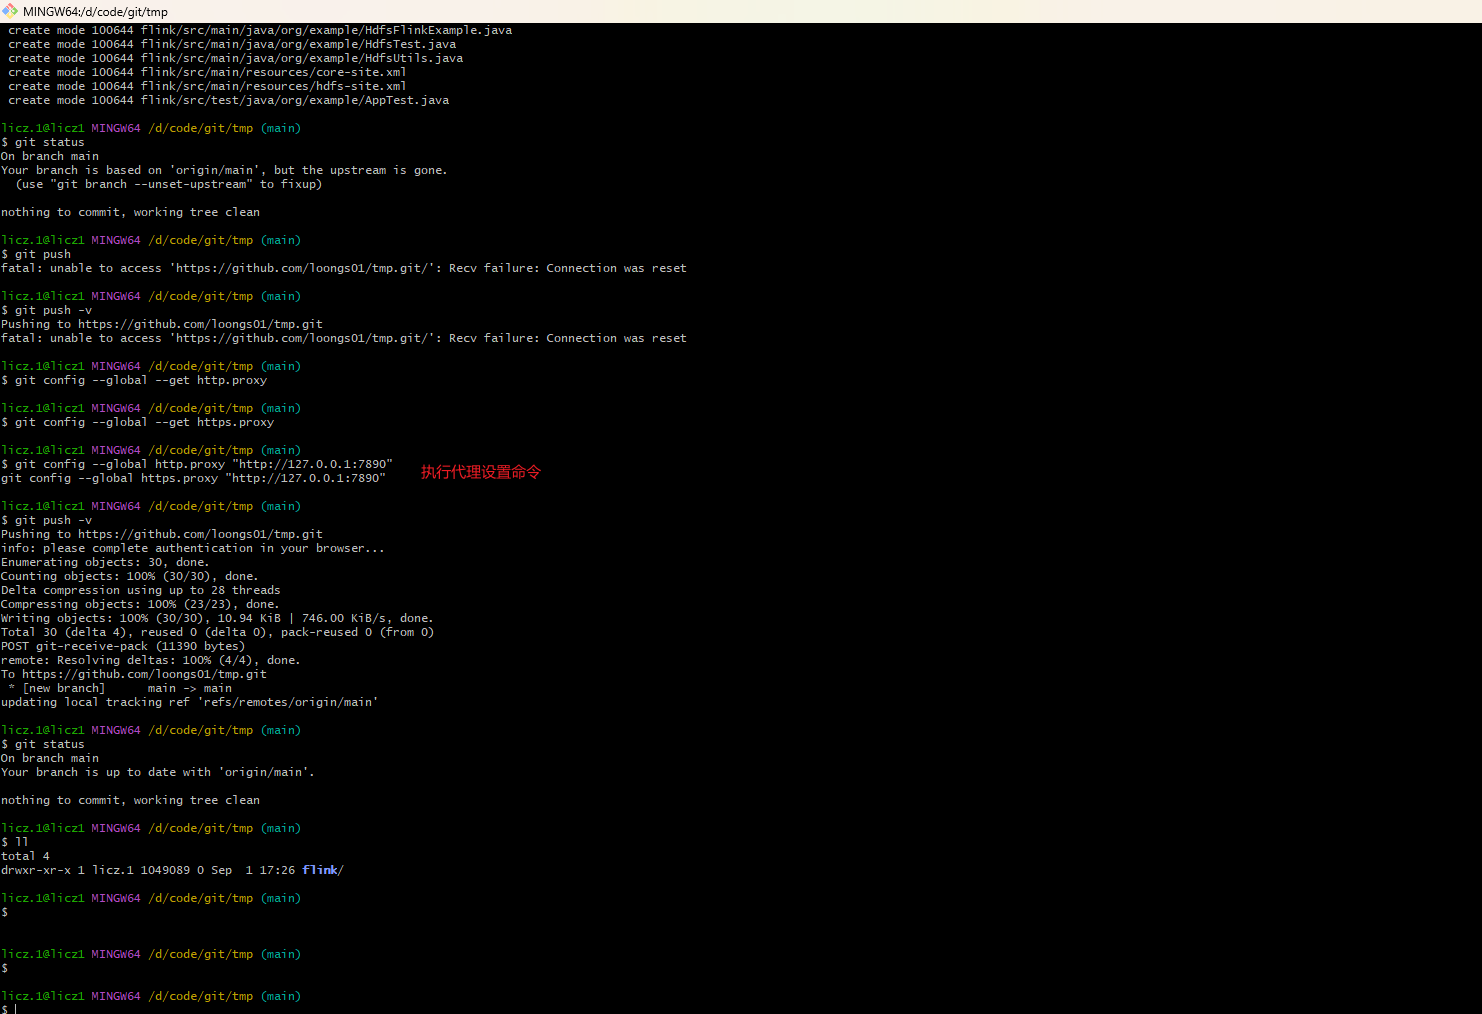 MINGW64:/d/code/git/tmp
create mode 100644 flink/src/main/java/org/example/HdfsFlinkExample.java
create mode 100644 flink/src/main/java/org/example/HdfsTest.java
create mode 100644 flink/src/main/java/org/example/HdfsUtils.java
create mode 100644 flink/src/main/resources/core-site.xml
create mode 100644 flink/src/main/resources/hdfs-site.xml
create mode 100644 flink/src/test/java/org/example/AppTest.java
licz.1@licz1 MINGW64 /d/code/git/tmp (main)
$ git status
On branch main
Your branch is based on 'origin/main', but the upstream is gone.
(use "git branch --unset-upstream" to fixup)
nothing to commit, working tree clean
licz.1@licz1 MINGW64 /d/code/git/tmp (main)
$ git push
fatal: unable to access 'https://github.com/loongs01/tmp.git/': Recv failure: Connection was reset
licz.1@licz1 MINGW64 /d/code/git/tmp (main)
$ git push -v
Pushing to https://github.com/loongs01/tmp.git
fatal: unable to access 'https://github.com/loongs01/tmp.git/': Recv failure: Connection was reset
licz.1@licz1 MINGW64 /d/code/git/tmp (main)
$ git config --global --get http.proxy
licz.1@licz1 MINGW64 /d/code/git/tmp (main)
$ git config --global --get https.proxy
licz.1@licz1 MINGW64 /d/code/git/tmp (main)
$ git config --global http.proxy "http://127.0.0.1:7890"
执行代理设置命令
git config --global https.proxy "http://127.0.0.1:7890"
licz.1@licz1 MINGW64 /d/code/git/tmp (main)
$ git push -v
Pushing to https://github.com/loongs01/tmp.git
info: please complete authentication in your browser...
Enumerating objects: 30, done.
Counting objects: 100% (30/30), done.
Delta compression using up to 28 threads
Compressing objects: 100% (23/23), done.
Writing objects: 100% (30/30), 10.94 KiB | 746.00 KiB/s, done.
Total 30 (delta 4), reused 0 (delta 0), pack-reused 0 (from 0)
POST git-receive-pack (11390 bytes)
remote: Resolving deltas: 100% (4/4), done.
To https://github.com/loongs01/tmp.git
* [new branch]      main -> main
updating local tracking ref 'refs/remotes/origin/main'
licz.1@licz1 MINGW64 /d/code/git/tmp (main)
$ git status
On branch main
Your branch is up to date with 'origin/main'.
nothing to commit, working tree clean
licz.1@licz1 MINGW64 /d/code/git/tmp (main)
$ ll
total 4
drwxr-xr-x 1 licz.1 1049089 0 Sep  1 17:26 flink/
licz.1@licz1 MINGW64 /d/code/git/tmp (main)
$
licz.1@licz1 MINGW64 /d/code/git/tmp (main)
$
licz.1@licz1 MINGW64 /d/code/git/tmp (main)
$